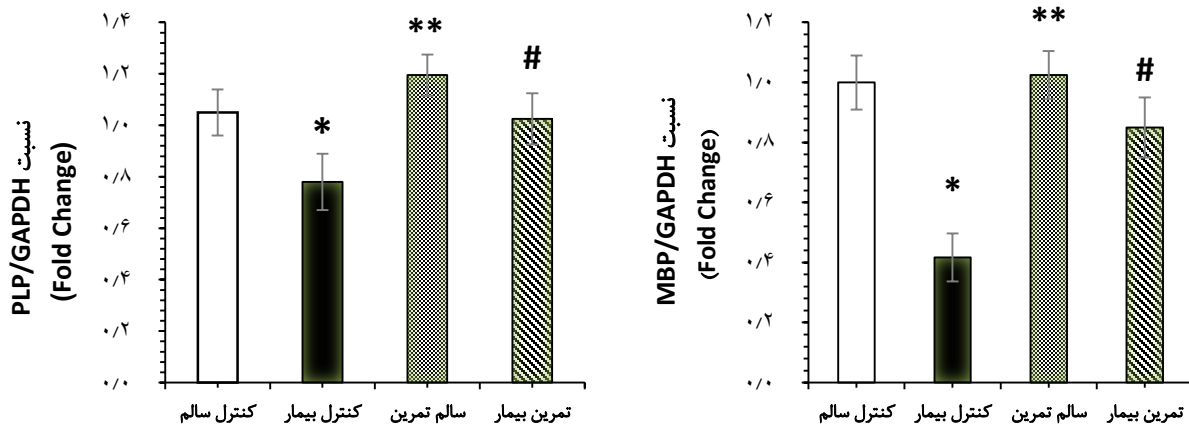 نسبت PLP/GAPDH
(Fold Change)
۱٫۴
۱٫۲
۱٫۰
۰٫۸
۰٫۶
۰٫۴
۰٫۲
۰٫۰
*
**
#
کنترل سالم
کنترل بیمار
سالم تمرین
تمرین بیمار
نسبت MBP/GAPDH
(Fold Change)
۱٫۲
۱٫۰
۰٫۸
۰٫۶
۰٫۴
۰٫۲
۰٫۰
*
**
#
کنترل سالم
کنترل بیمار
سالم تمرین
تمرین بیمار